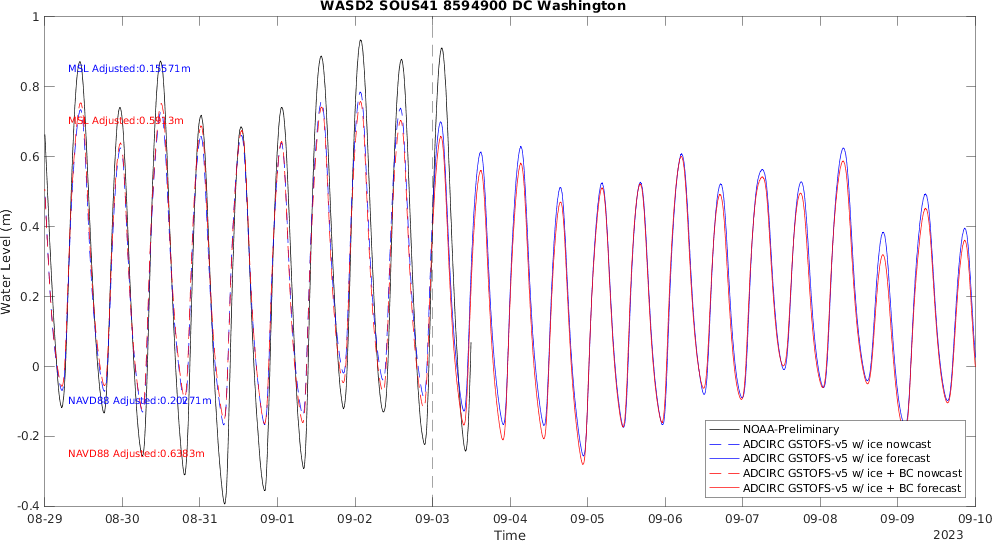 WASD2 SOUS41 8594900 DC Washington
1
0.8
0.6
0.4
0.2
0
-0.2
-0.4
Water Level (m)
MSL Adjusted:0.15571m
MSL Adjusted:0.5913m
NAVD88 Adjusted:0.20271m
NAVD88 Adjusted:0.6383m
NOAA-Preliminary
ADCIRC GSTOFS-v5 w/ ice nowcast
ADCIRC GSTOFS-v5 w/ ice forecast
ADCIRC GSTOFS-v5 w/ ice + BC nowcast
ADCIRC GSTOFS-v5 w/ ice + BC forecast
08-29 08-30 08-31 09-01 09-02 09-03 09-04 09-05 09-06 09-07 09-08 09-09 09-10
Time
2023